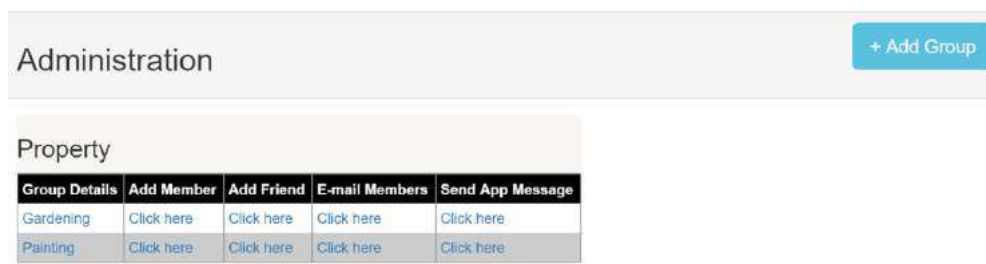 Administration
+ Add Group
Property
Group Details Add Member Add Friend E-mail Members Send App Message
Gardening Click here Click here Click here Click here
Painting Click here Click here Click here Click here